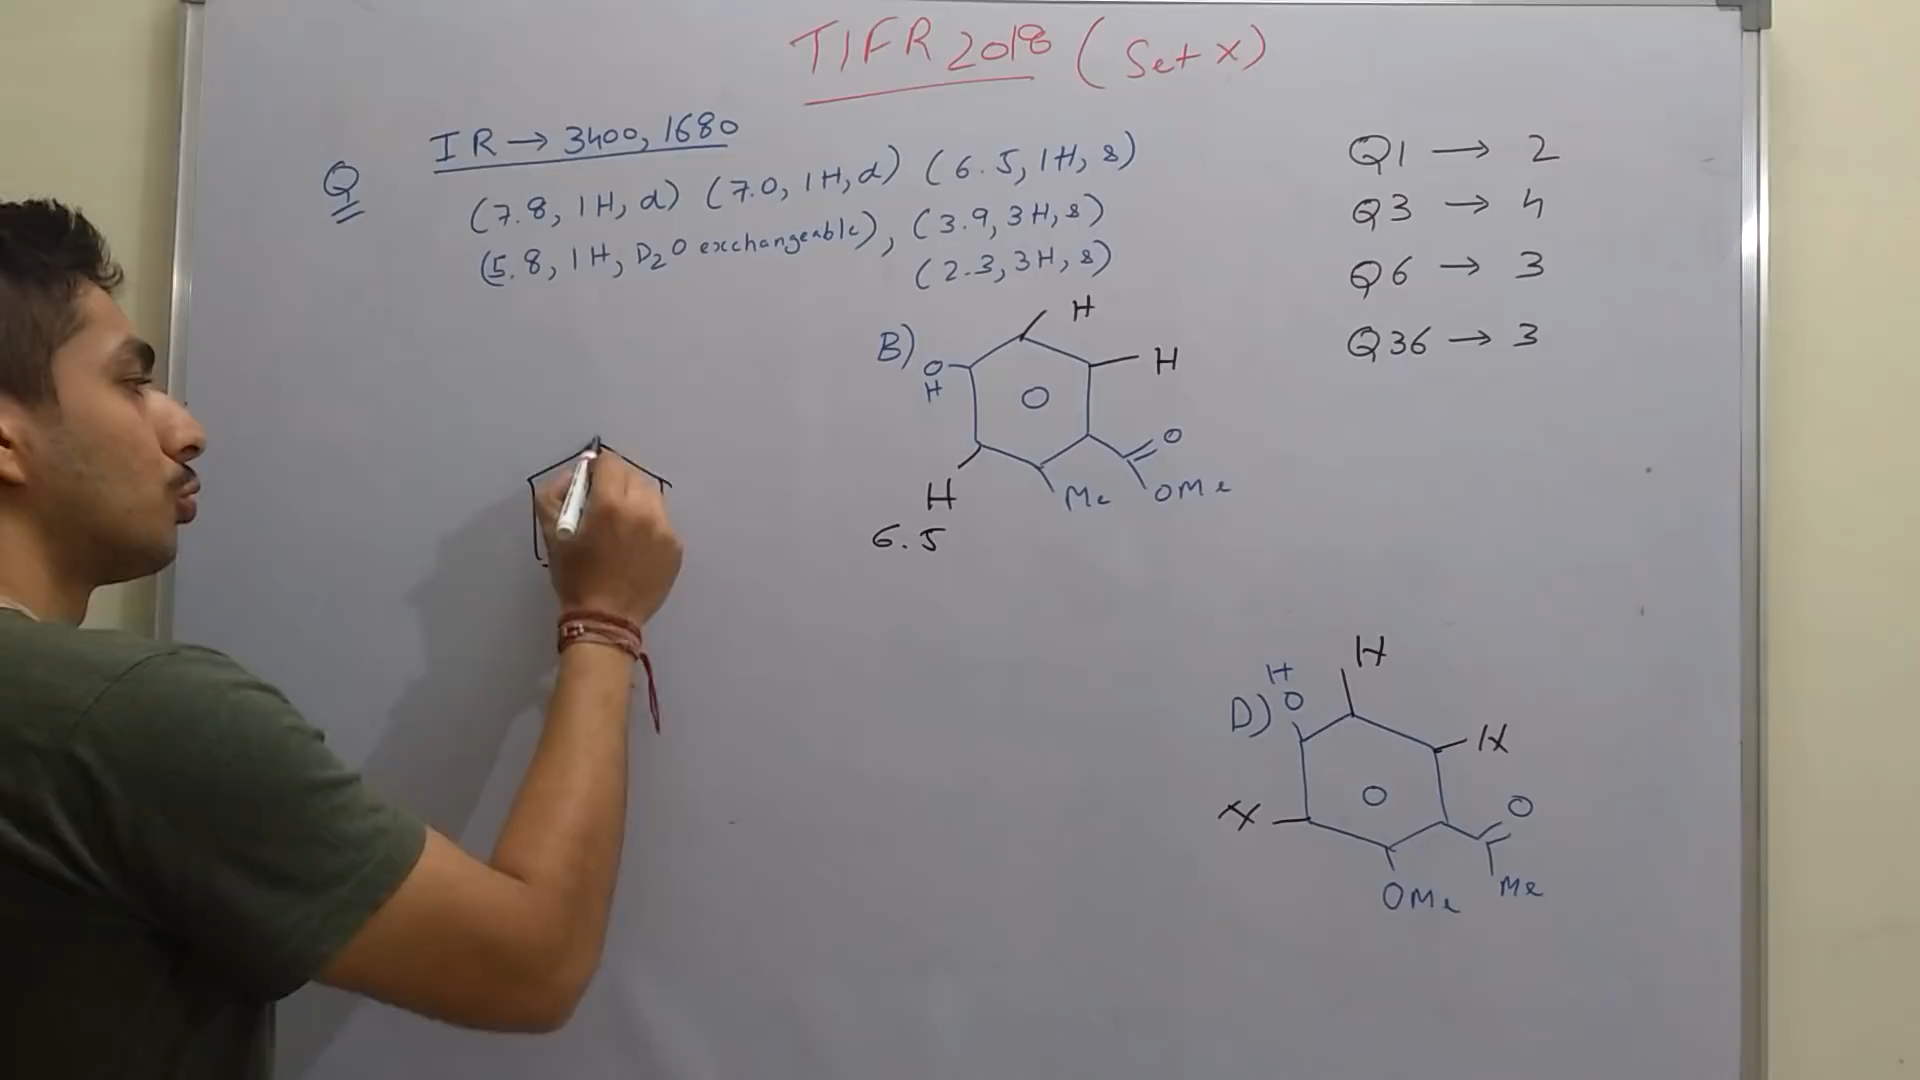 TIFR 2018 (Set X)
IR → 3400, 1680
Q
(7.8, 1H, d) (7.0, 1H, d) (6.5, 1H, s)
(5.8, 1H, D2O exchangeable), (3.9, 3H, s)
(2.3, 3H, s)
Q1 → 2
Q3 → 4
Q6 → 3
Q36 → 3
B)
H
H
O
H
O
O
Me
OMe
H
6.5
D)
H
O
H
H
H
O
O
OMe
Me